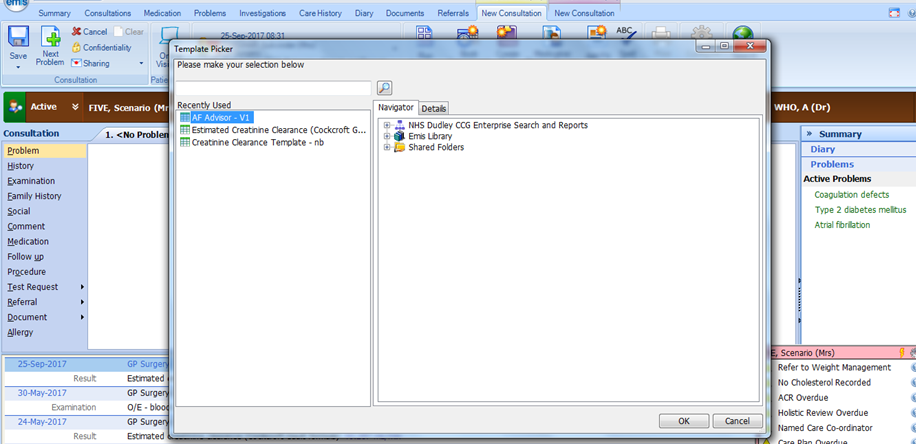 emis
Summary Consultations Medication Problems Investigations Care History Diary Documents Referrals New Consultation New Consultation
Save
Next Problem
Cancel Clear
Confidentiality
Sharing
Consultation
25-Sep-2017 08:31
ABC
Template Picker
Please make your selection below
Recently Used
AF Advisor - V1
Estimated Creatinine Clearance (Cockcroft G...
Creatinine Clearance Template - nb
Navigator Details
NHS Dudley CCG Enterprise Search and Reports
Emis Library
Shared Folders
OK Cancel
Active FIVE, Scenario (Mrs WHO, A (Dr)
Consultation 1. <No Problem
Problem
History
Examination
Family History
Social
Comment
Medication
Follow up
Procedure
Test Request
Referral
Document
Allergy
» Summary
Diary
Problems
Active Problems
Coagulation defects
Type 2 diabetes mellitus
Atrial fibrillation
25-Sep-2017 GP Surgery
Result Estimated
30-May-2017 GP Surgery
Examination O/E - blood
24-May-2017 GP Surgery
Result
E, Scenario (Mrs)
Refer to Weight Management
No Cholesterol Recorded
ACR Overdue
Holistic Review Overdue
Named Care Co-ordinator
Care Plan Overdue